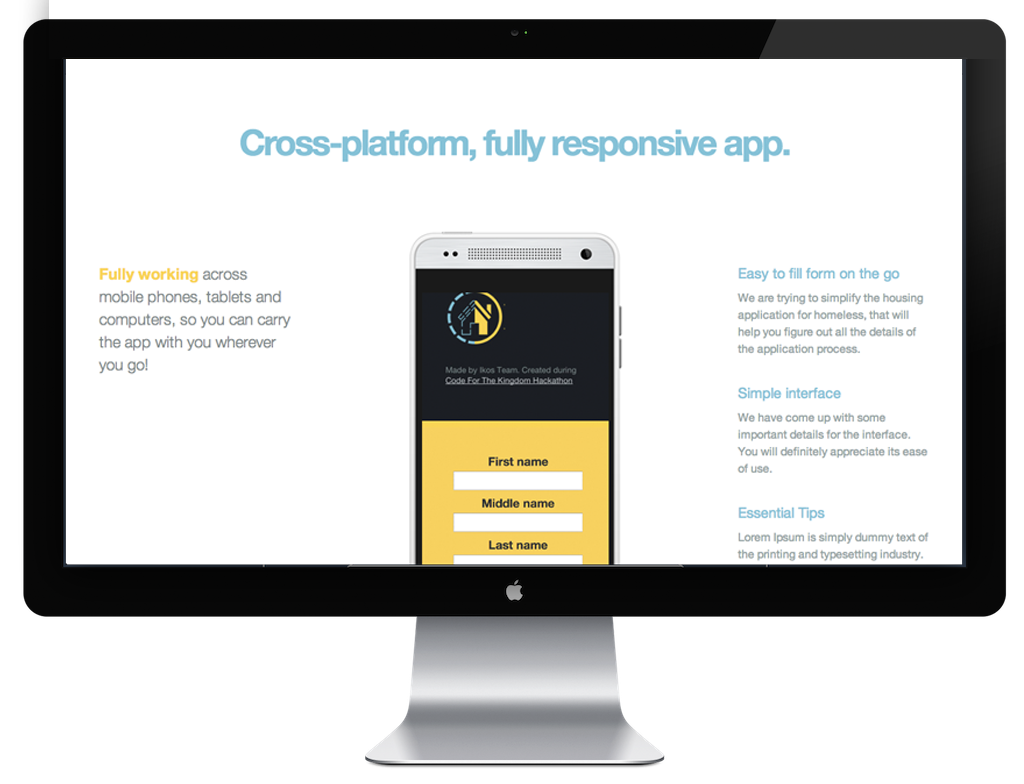 Cross-platform, fully responsive app.
Fully working across
mobile phones, tablets and
computers, so you can carry
the app with you wherever
you go!
Made by Ikos Team. Created during
Code For The Kingdom Hackathon
First name
Middle name
Last name
Easy to fill form on the go
We are trying to simplify the housing
application for homeless, that will
help you figure out all the details of
the application process.
Simple interface
We have come up with some
important details for the interface.
You will definitely appreciate its ease
of use.
Essential Tips
Lorem Ipsum is simply dummy text of
the printing and typesetting industry.